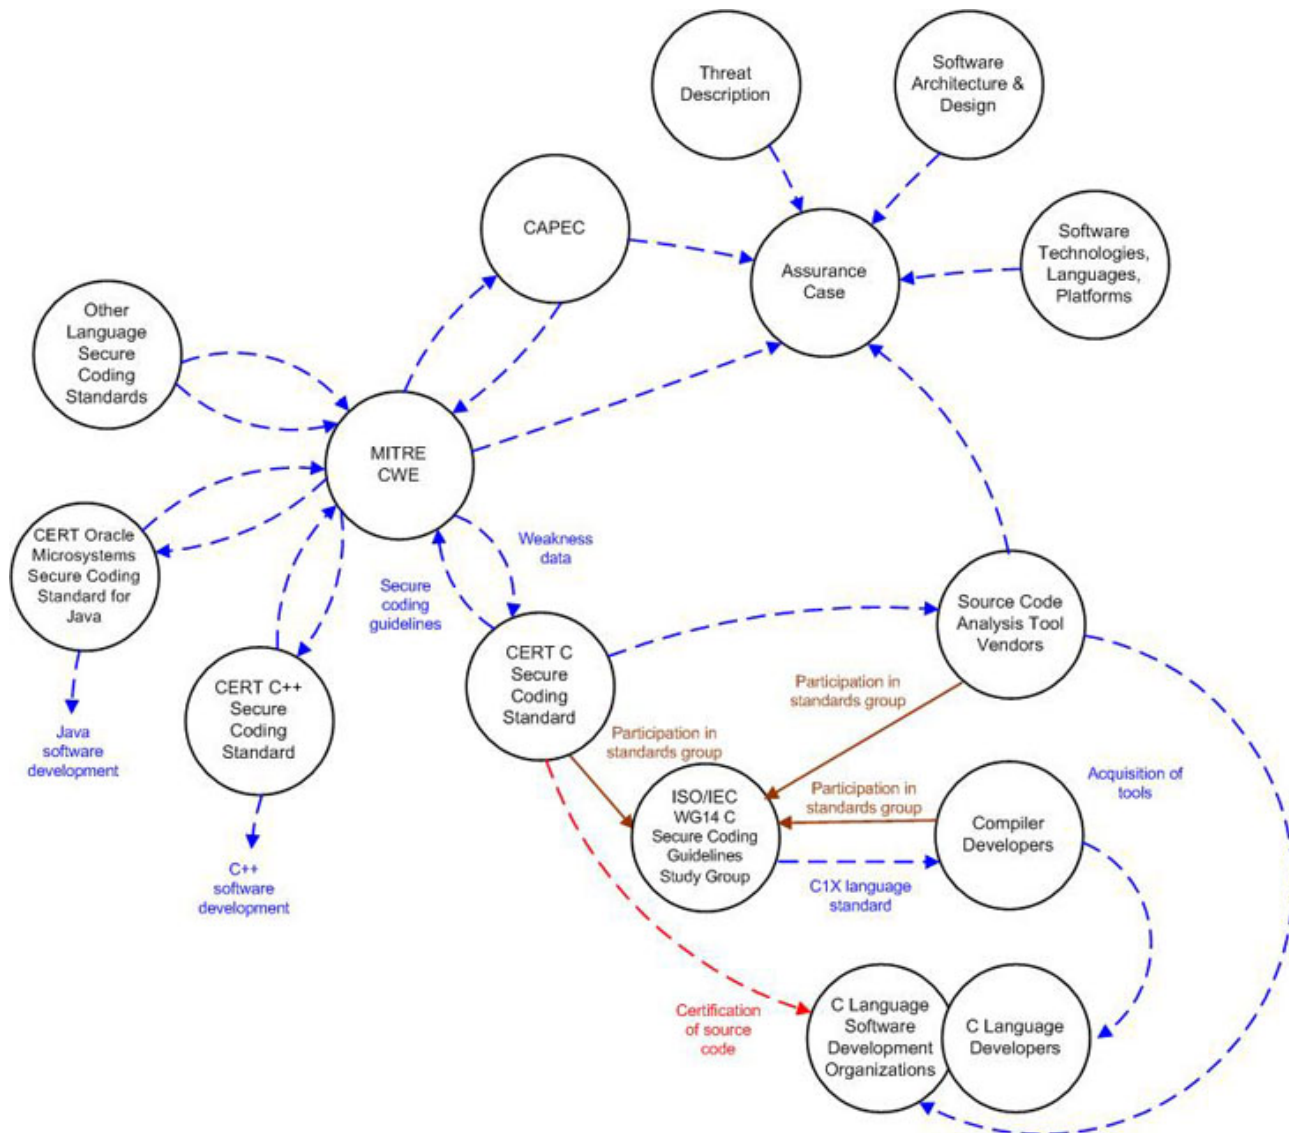 Threat
Description
Software
Architecture &
Design
CAPEC
Software
Technologies,
Languages,
Platforms
Assurance
Case
Other
Language
Secure
Coding
Standards
MITRE
CWE
CERT Oracle
Microsystems
Secure Coding
Standard for
Java
Weakness
data
Secure
coding
guidelines
Source Code
Analysis Tool
Vendors
CERT C
Secure
Coding
Standard
CERT C++
Secure
Coding
Standard
Participation in
standards group
Java
software
development
Participation in
standards group
ISO/IEC
WG14 C
Secure Coding
Guidelines
Study Group
Participation in
standards group
Compiler
Developers
Acquisition of
tools
C++
software
development
C1X language
standard
Certification
of source
code
C Language
Software
Development
Organizations
C Language
Developers